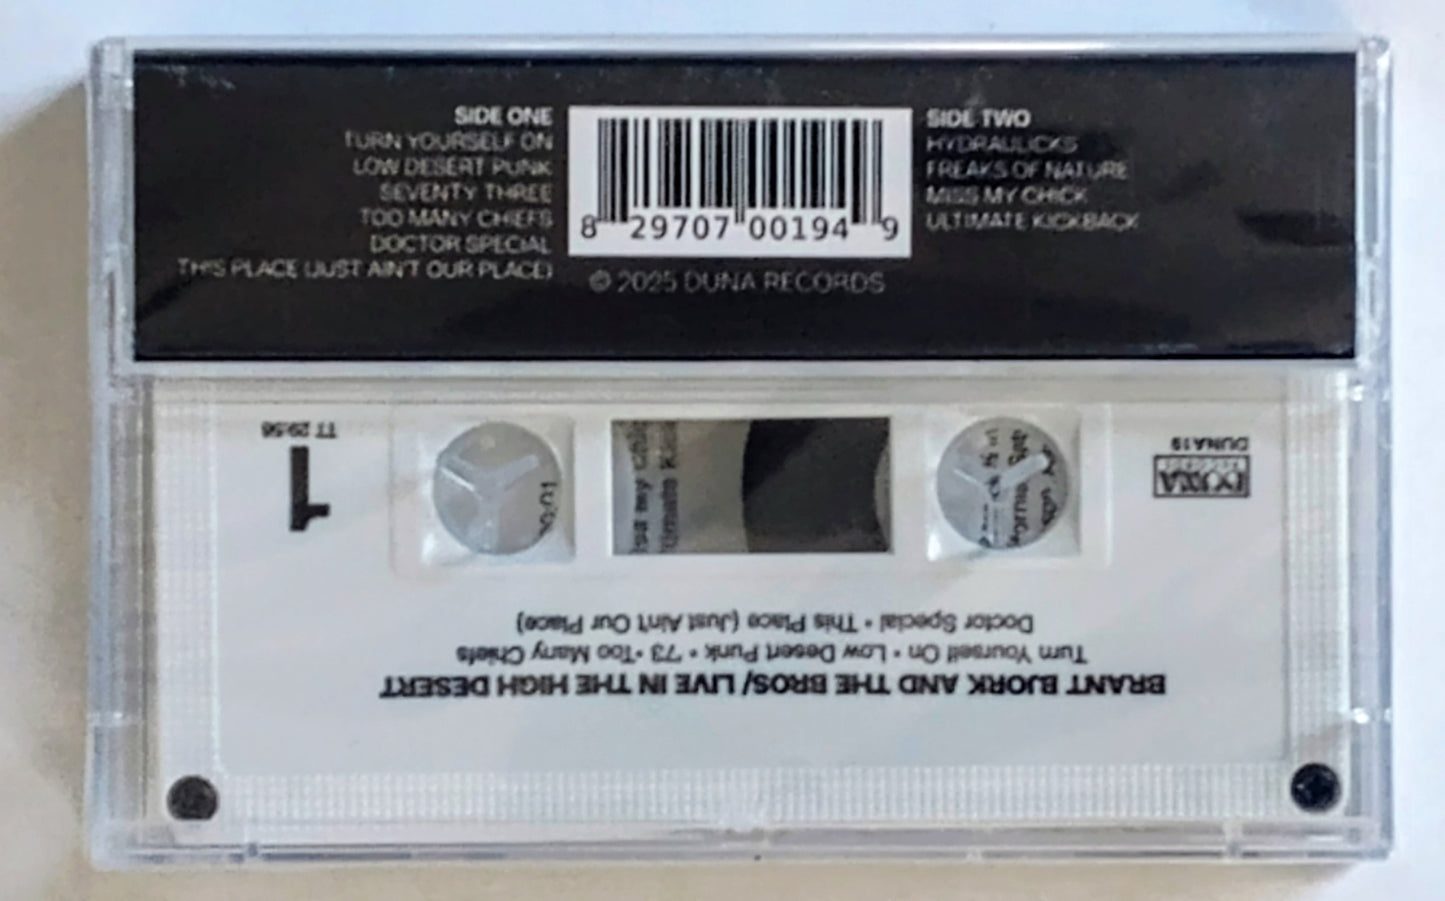 SIDE ONE
TURN YOURSELF ON
LOW DESERT PUNK
SEVENTY THREE
TOO MANY CHIEFS
DOCTOR SPECIAL
THIS PLACE (JUST AIN'T OUR PLACE)
8 29707 00194 9
© 2025 DUNA RECORDS
SIDE TWO
HYDRAULICKS
FREAKS OF NATURE
MISS MY CHICK
ULTIMATE KICKBACK
BRANT BJORK AND THE BROS/LIVE IN THE HIGH DESERT
Turn Yourself On • Low Desert Punk • '73 • Too Many Chiefs
Doctor Special • This Place (Just Ain't Our Place)
DUNA19
DUNA
RECORDS
1
TT 29:56
my